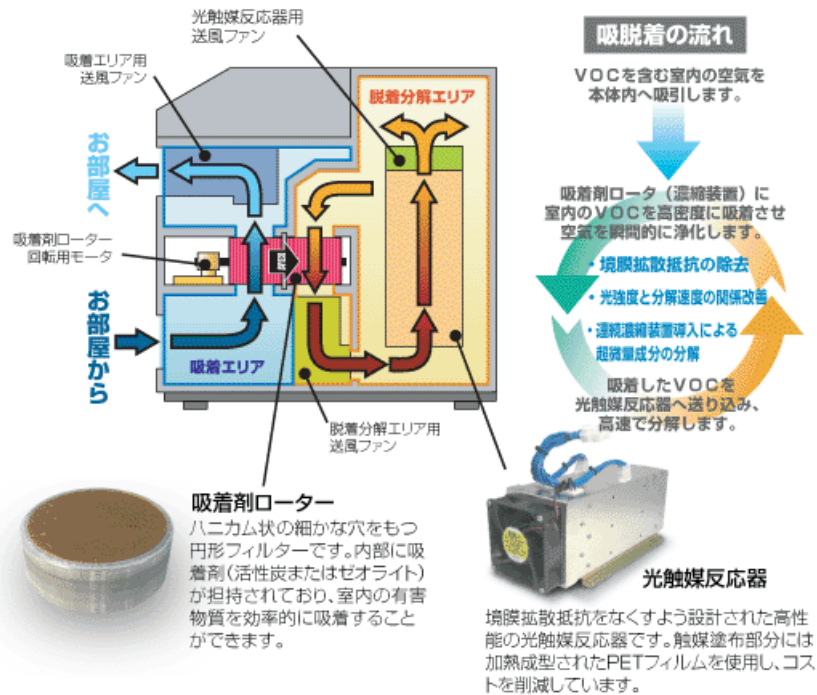 光触媒反応器用
送風ファン
吸着エリア用
送風ファン
脱着分解エリア
お部屋へ
吸着剤ローター
回転用モータ
お部屋から
吸着エリア
脱着分解エリア用
送風ファン
吸脱着の流れ
VOCを含む室内の空気を
本体内へ吸引します。
吸着剤ロータ（濃縮装置）に
室内のVOCを高密度に吸着させ
空気を瞬間的に浄化します。
・境膜拡散抵抗の除去
・光強度と分解速度の関係改善
・連続濃縮装置導入による
超微量成分の分解
吸着したVOCを
光触媒反応器へ送り込み、
高速で分解します。
吸着剤ローター
ハニカム状の細かな穴をもつ
円形フィルターです。内部に吸
着剤（活性炭またはゼオライト）
が担持されており、室内の有害
物質を効率的に吸着すること
ができます。
光触媒反応器
境膜拡散抵抗をなくすよう設計された高性
能の光触媒反応器です。触媒塗布部分には
加熱成型されたPETフィルムを使用し、コス
トを削減しています。